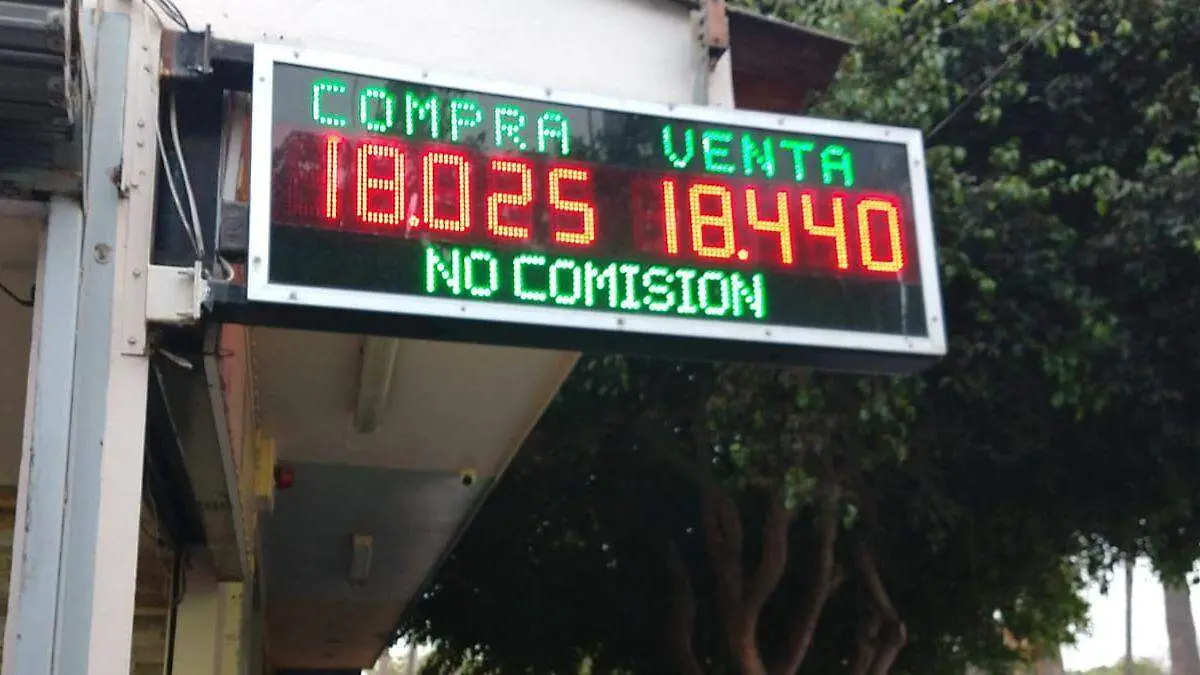 COMPRA VENTA
18.025 18.440
NO COMISION